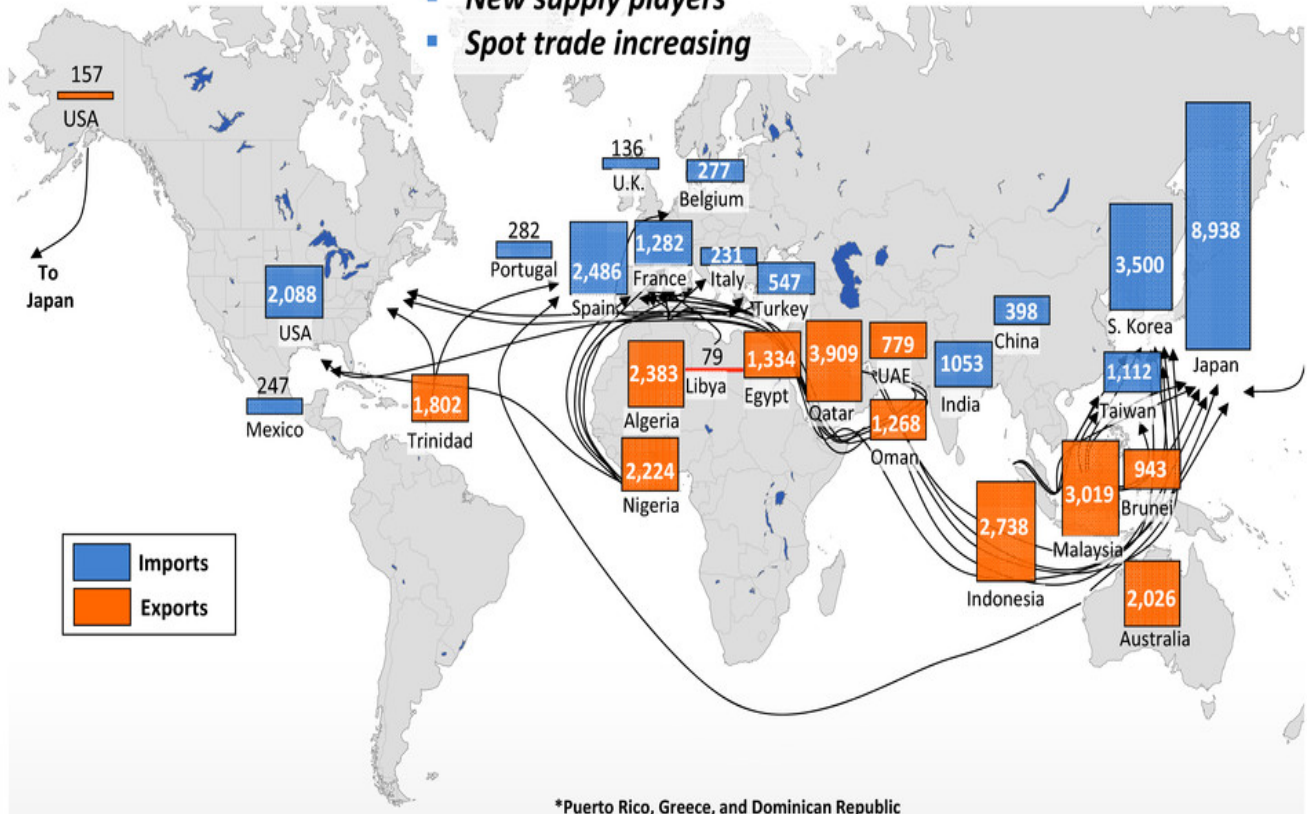 New supply players
Spot trade increasing
157
USA
To
Japan
136
U.K.
277
Belgium
282
Portugal
2,486
Spain
1,282
France
231
Italy
547
Turkey
2,088
USA
247
Mexico
1,802
Trinidad
2,383
Algeria
79
Libya
1,334
Egypt
3,909
Qatar
779
UAE
1,268
Oman
2,224
Nigeria
1053
India
398
China
3,500
S. Korea
8,938
Japan
1,112
Taiwan
943
Brunei
3,019
Malaysia
2,738
Indonesia
2,026
Australia
Imports
Exports
*Puerto Rico, Greece, and Dominican Republic